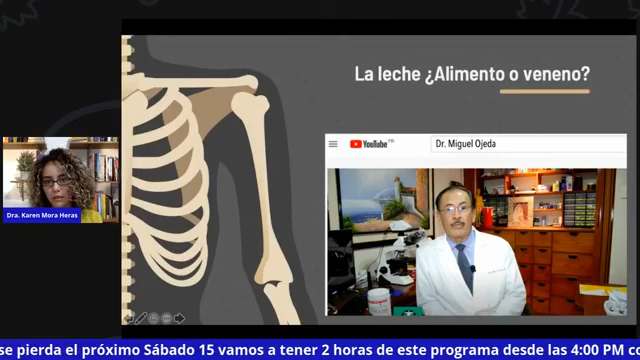 La leche ¿Alimento o veneno?
YouTube
Dr. Miguel Ojeda
Dra. Karen Mora Heras
se pierda el próximo Sábado 15 vamos a tener 2 horas de este programa desde las 4:00 PM co